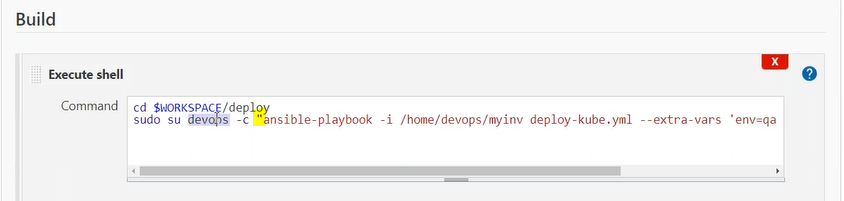 Build
Execute shell
X
?
Command
cd $WORKSPACE/deploy
sudo su devops -c "ansible-playbook -i /home/devops/myinv deploy-kube.yml --extra-vars 'env=qa